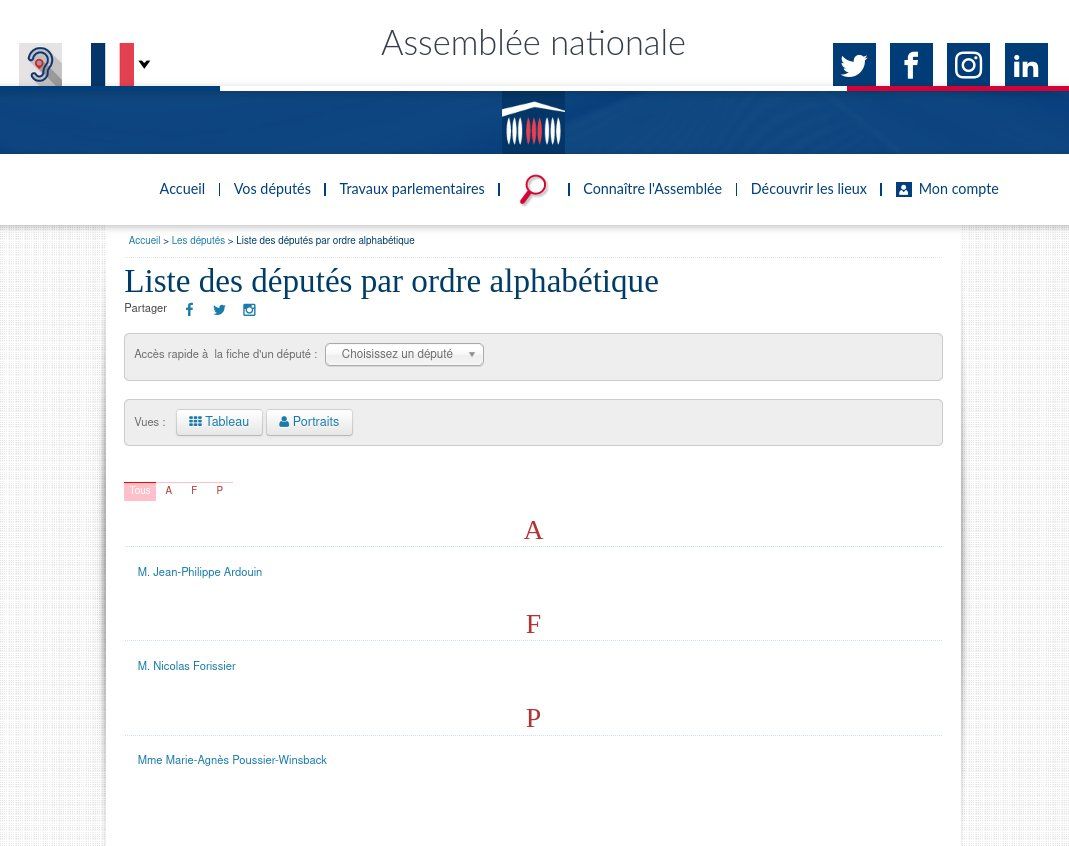 Assemblée nationale
Accueil Vos députés Travaux parlementaires Connaître l'Assemblée Découvrir les lieux Mon compte
Accueil > Les députés > Liste des députés par ordre alphabétique
Liste des députés par ordre alphabétique
Partager
Accès rapide à la fiche d'un député : Choisissez un député
Vues : Tableau Portraits
Tous A F P
A
M. Jean-Philippe Ardouin
F
M. Nicolas Forissier
P
Mme Marie-Agnès Poussier-Winsback